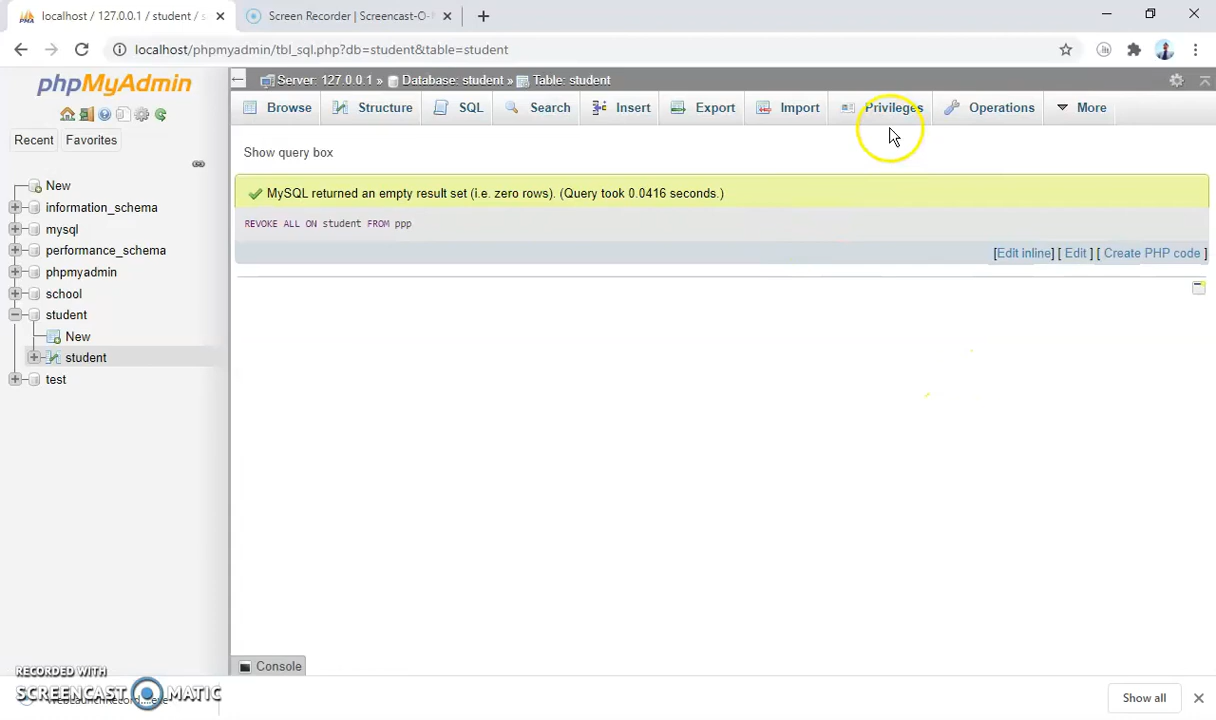 localhost / 127.0.0.1 / student / s
Screen Recorder | Screencast-O-
localhost/phpmyadmin/tbl_sql.php?db=student&table=student
phpMyAdmin
Recent
Favorites
New
information_schema
mysql
performance_schema
phpmyadmin
school
student
New
student
test
Server: 127.0.0.1 » Database: student » Table: student
Browse
Structure
SQL
Search
Insert
Export
Import
Privileges
Operations
More
Show query box
MySQL returned an empty result set (i.e. zero rows). (Query took 0.0416 seconds.)
REVOKE ALL ON student FROM ppp
[Edit inline] [ Edit ] [ Create PHP code ]
Console
RECORDED WITH
SCREENCAST MATIC
Show all